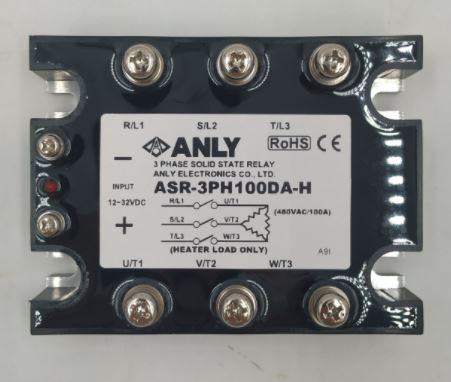 R/L1 S/L2 T/L3
ANLY RoHS CE
3 PHASE SOLID STATE RELAY
ANLY ELECTRONICS CO., LTD.
ASR-3PH100DA-H
−
INPUT
12~32VDC
+
R/L1 U/T1
(480VAC/100A)
S/L2 V/T2
T/L3 W/T3
(HEATER LOAD ONLY)
A9I
U/T1 V/T2 W/T3